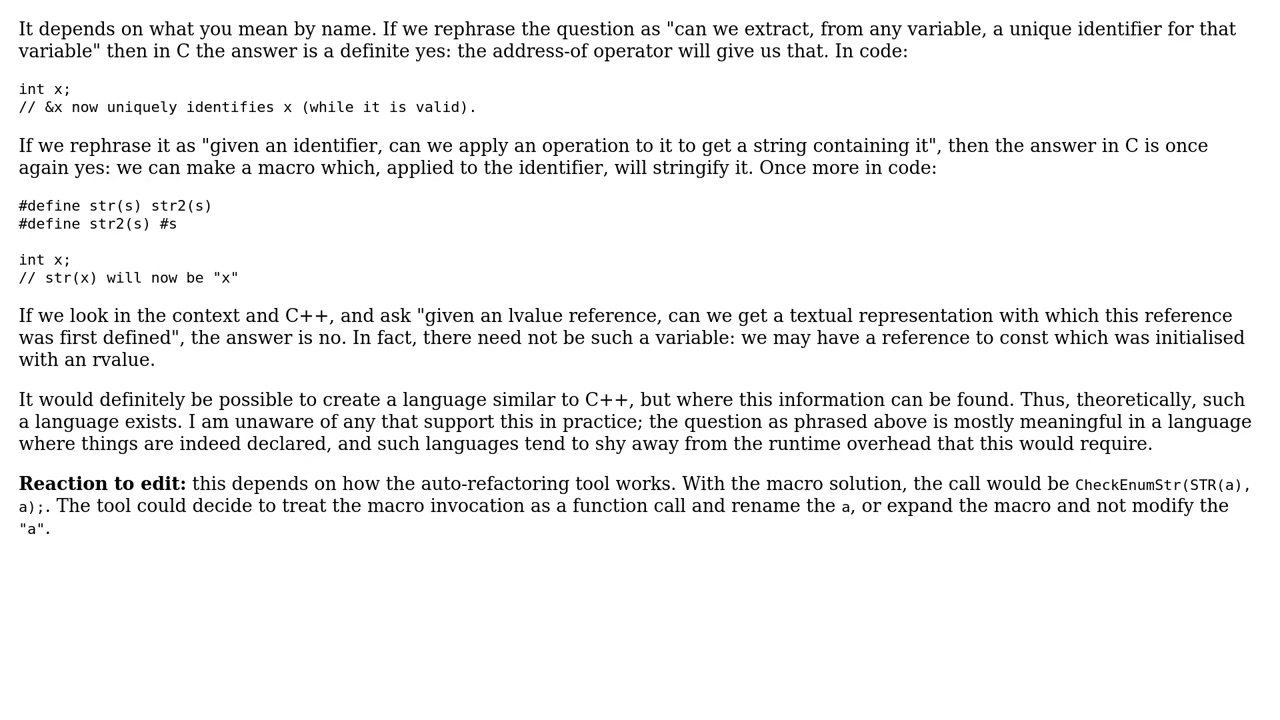 It depends on what you mean by name. If we rephrase the question as "can we extract, from any variable, a unique identifier for that
variable" then in C the answer is a definite yes: the address-of operator will give us that. In code:
int x;
// &x now uniquely identifies x (while it is valid).
If we rephrase it as "given an identifier, can we apply an operation to it to get a string containing it", then the answer in C is once
again yes: we can make a macro which, applied to the identifier, will stringify it. Once more in code:
#define str(s) str2(s)
#define str2(s) #s
int x;
// str(x) will now be "x"
If we look in the context and C++, and ask "given an lvalue reference, can we get a textual representation with which this reference
was first defined", the answer is no. In fact, there need not be such a variable: we may have a reference to const which was initialised
with an rvalue.
It would definitely be possible to create a language similar to C++, but where this information can be found. Thus, theoretically, such
a language exists. I am unaware of any that support this in practice; the question as phrased above is mostly meaningful in a language
where things are indeed declared, and such languages tend to shy away from the runtime overhead that this would require.
Reaction to edit: this depends on how the auto-refactoring tool works. With the macro solution, the call would be CheckEnumStr(STR(a),
a);. The tool could decide to treat the macro invocation as a function call and rename the a, or expand the macro and not modify the
"a".